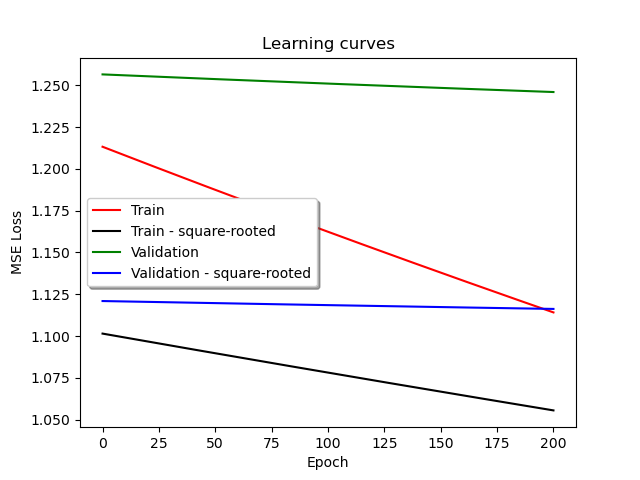 Learning curves
MSE Loss
1.250
1.225
1.200
1.175
1.150
1.125
1.100
1.075
1.050
Train
Train - square-rooted
Validation
Validation - square-rooted
0 25 50 75 100 125 150 175 200
Epoch